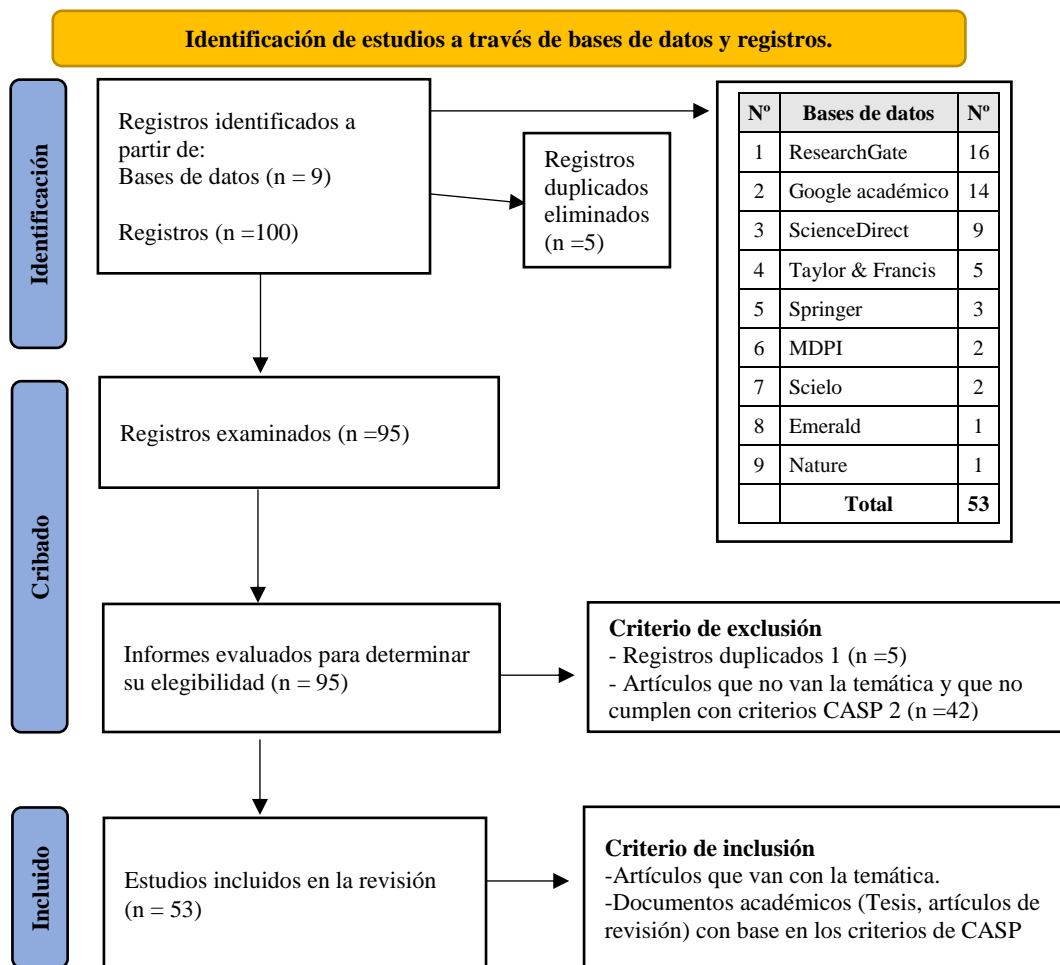 Identificación de estudios a través de bases de datos y registros.
Identificación
Registros identificados a
partir de:
Bases de datos (n = 9)
Registros (n =100)
Registros
duplicados
eliminados
(n =5)
Nº Bases de datos Nº
1 ResearchGate 16
2 Google académico 14
3 ScienceDirect 9
4 Taylor & Francis 5
5 Springer 3
6 MDPI 2
7 Scielo 2
8 Emerald 1
9 Nature 1
Total 53
Cribado
Registros examinados (n =95)
Informes evaluados para determinar
su elegibilidad (n = 95)
Criterio de exclusión
- Registros duplicados 1 (n =5)
- Artículos que no van la temática y que no
cumplen con criterios CASP 2 (n =42)
Incluido
Estudios incluidos en la revisión
(n = 53)
Criterio de inclusión
-Artículos que van con la temática.
-Documentos académicos (Tesis, artículos de
revisión) con base en los criterios de CASP